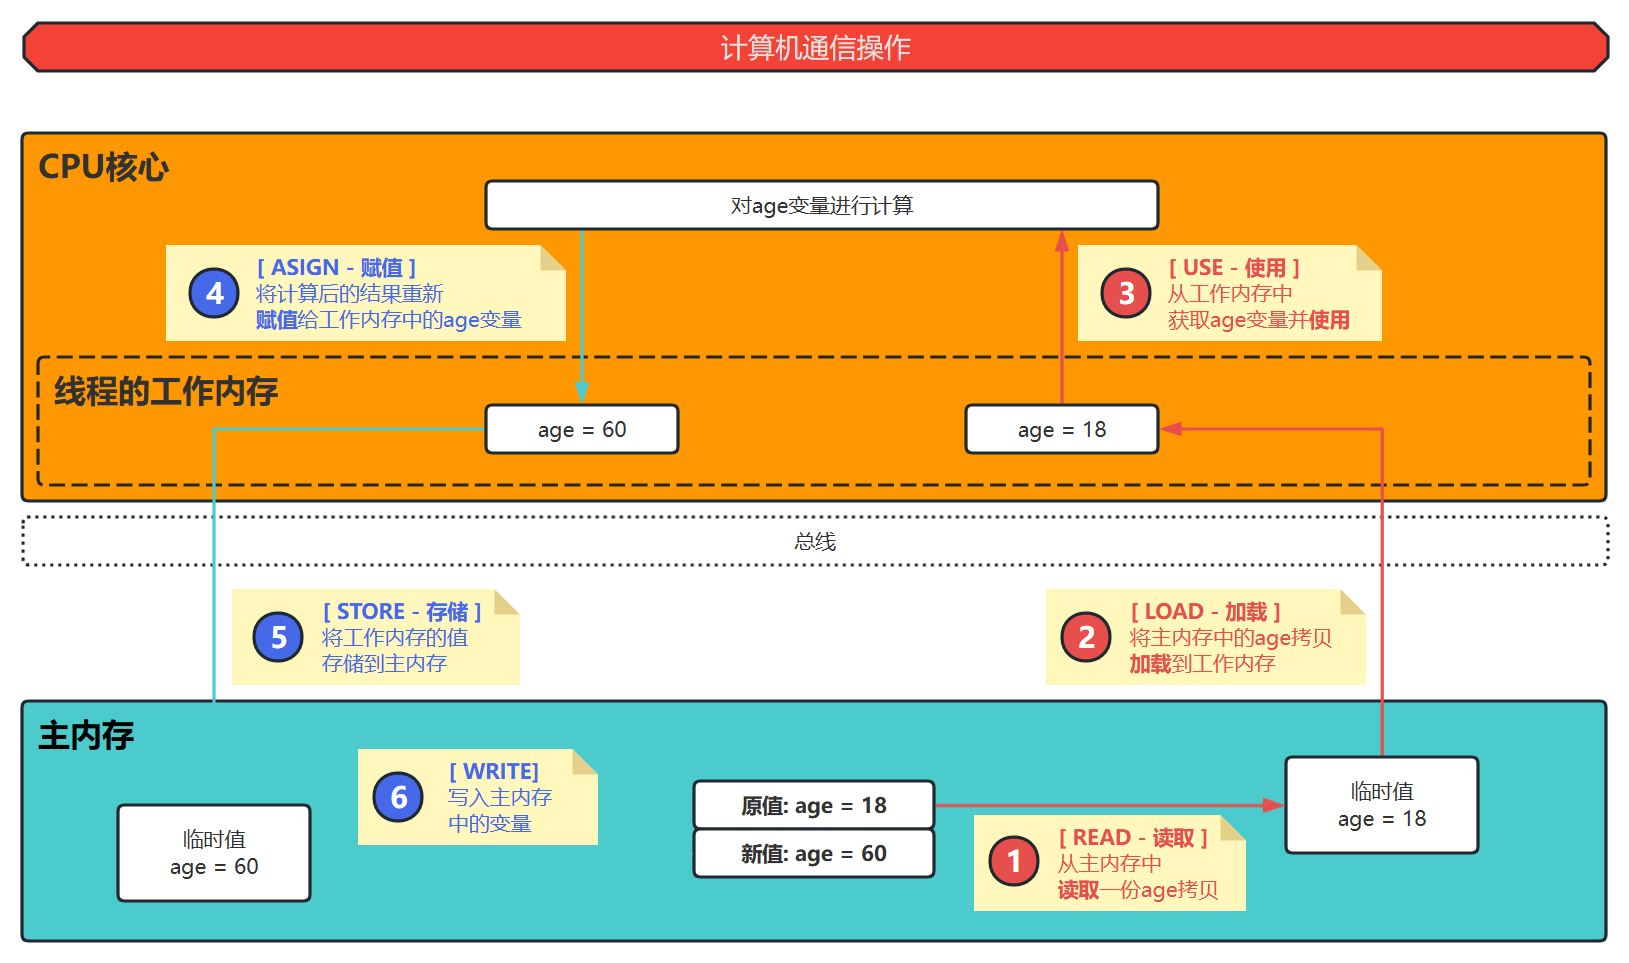 计算机通信操作
CPU核心
对age变量进行计算
4
[ ASIGN - 赋值 ]
将计算后的结果重新
赋值给工作内存中的age变量
3
[ USE - 使用 ]
从工作内存中
获取age变量并使用
线程的工作内存
age = 60
age = 18
总线
5
[ STORE - 存储 ]
将工作内存的值
存储到主内存
2
[ LOAD - 加载 ]
将主内存中的age拷贝
加载到工作内存
主内存
临时值
age = 60
6
[ WRITE]
写入主内存
中的变量
原值: age = 18
新值: age = 60
1
[ READ - 读取 ]
从主内存中
读取一份age拷贝
临时值
age = 18